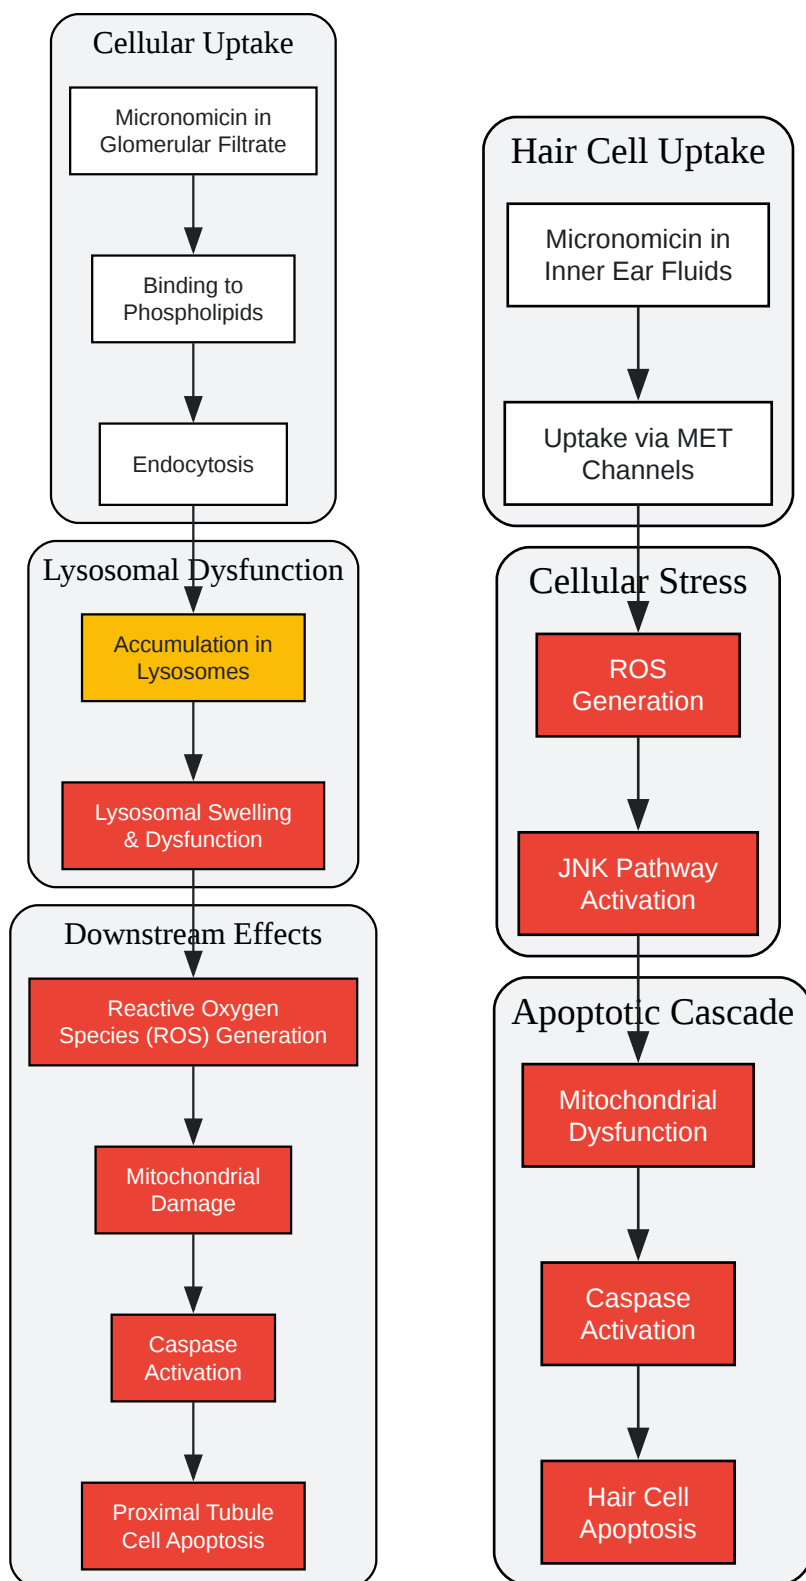 Cellular Uptake
Micronomicin in
Glomerular Filtrate
Binding to
Phospholipids
Endocytosis
Lysosomal Dysfunction
Accumulation in
Lysosomes
Lysosomal Swelling
& Dysfunction
Downstream Effects
Reactive Oxygen
Species (ROS) Generation
Mitochondrial
Damage
Caspase
Activation
Proximal Tubule
Cell Apoptosis
Hair Cell Uptake
Micronomicin in
Inner Ear Fluids
Uptake via MET
Channels
Cellular Stress
ROS
Generation
JNK Pathway
Activation
Apoptotic Cascade
Mitochondrial
Dysfunction
Caspase
Activation
Hair Cell
Apoptosis